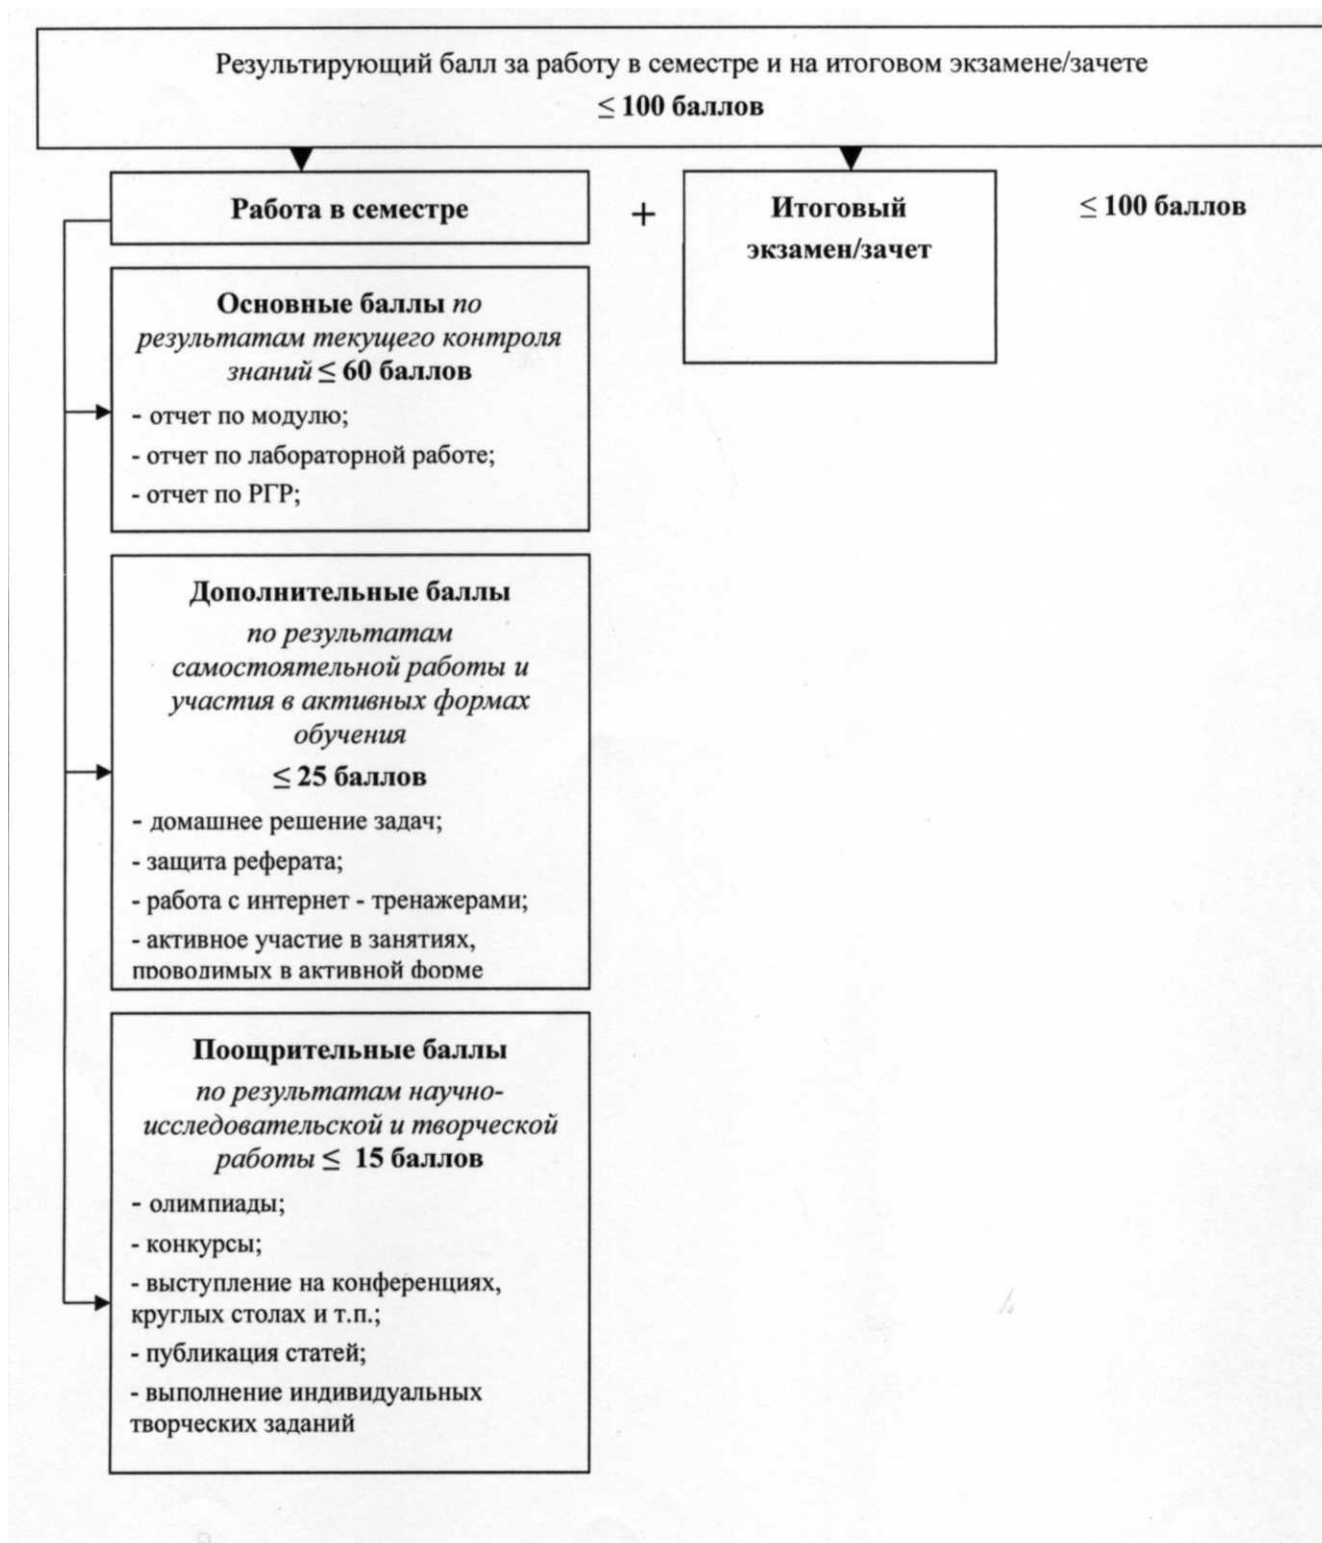 Результирующий балл за работу в семестре и на итоговом экзамене/зачете
≤ 100 баллов
Работа в семестре
+
Итоговый
экзамен/зачет
≤ 100 баллов
Основные баллы по
результатам текущего контроля
знаний ≤ 60 баллов
- отчет по модулю;
- отчет по лабораторной работе;
- отчет по РГР;
Дополнительные баллы
по результатам
самостоятельной работы и
участия в активных формах
обучения
≤ 25 баллов
- домашнее решение задач;
- защита реферата;
- работа с интернет - тренажерами;
- активное участие в занятиях,
проводимых в активной форме
Поощрительные баллы
по результатам научно-
исследовательской и творческой
работы ≤ 15 баллов
- олимпиады;
- конкурсы;
- выступление на конференциях,
круглых столах и т.п.;
- публикация статей;
- выполнение индивидуальных
творческих заданий